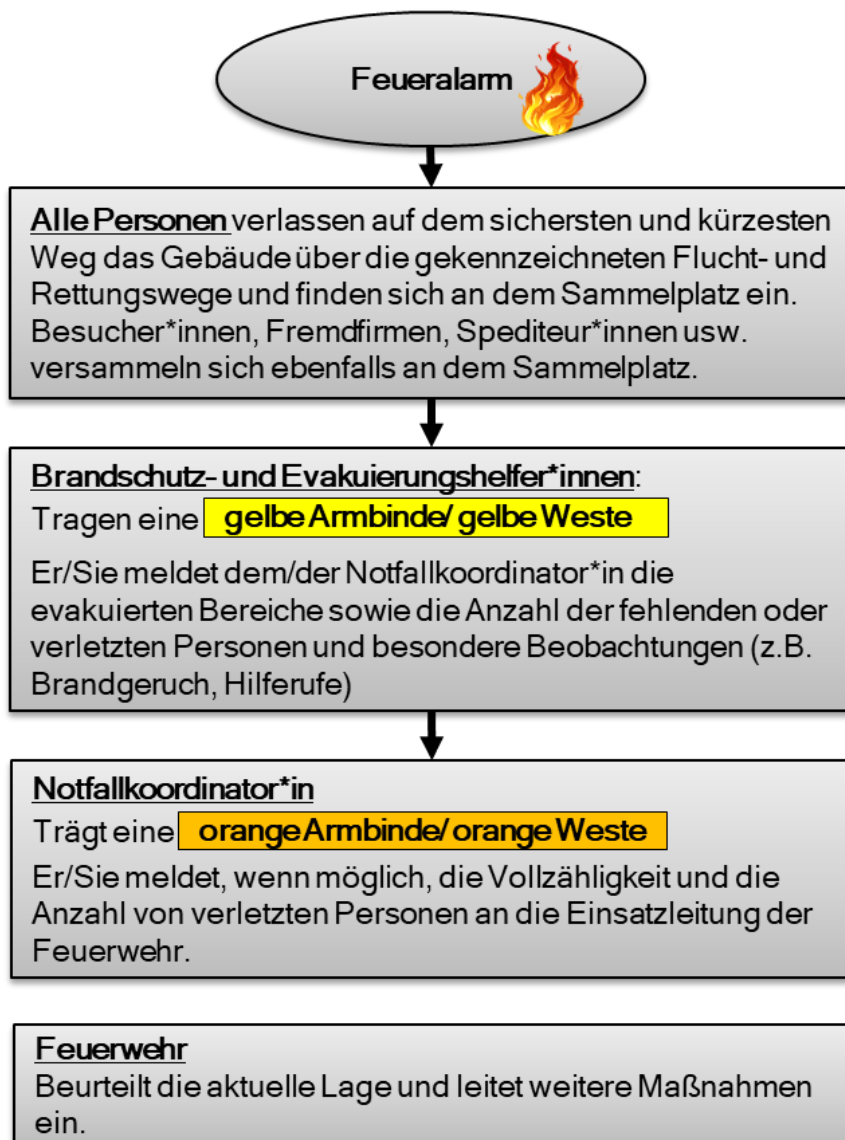 Feueralarm
Alle Personen verlassen auf dem sichersten und kürzesten
Weg das Gebäude über die gekennzeichneten Flucht- und
Rettungswege und finden sich an dem Sammelplatz ein.
Besucher*innen, Fremdfirmen, Spediteur*innen usw.
versammeln sich ebenfalls an dem Sammelplatz.
Brandschutz- und Evakuierungshelfer*innen:
Tragen eine gelbe Armbinde/ gelbe Weste
Er/Sie meldet dem/der Notfallkoordinator*in die
evakuierten Bereiche sowie die Anzahl der fehlenden oder
verletzten Personen und besondere Beobachtungen (z.B.
Brandgeruch, Hilferufe)
Notfallkoordinator*in
Trägt eine orange Armbinde/ orange Weste
Er/Sie meldet, wenn möglich, die Vollzähligkeit und die
Anzahl von verletzten Personen an die Einsatzleitung der
Feuerwehr.
Feuerwehr
Beurteilt die aktuelle Lage und leitet weitere Maßnahmen
ein.